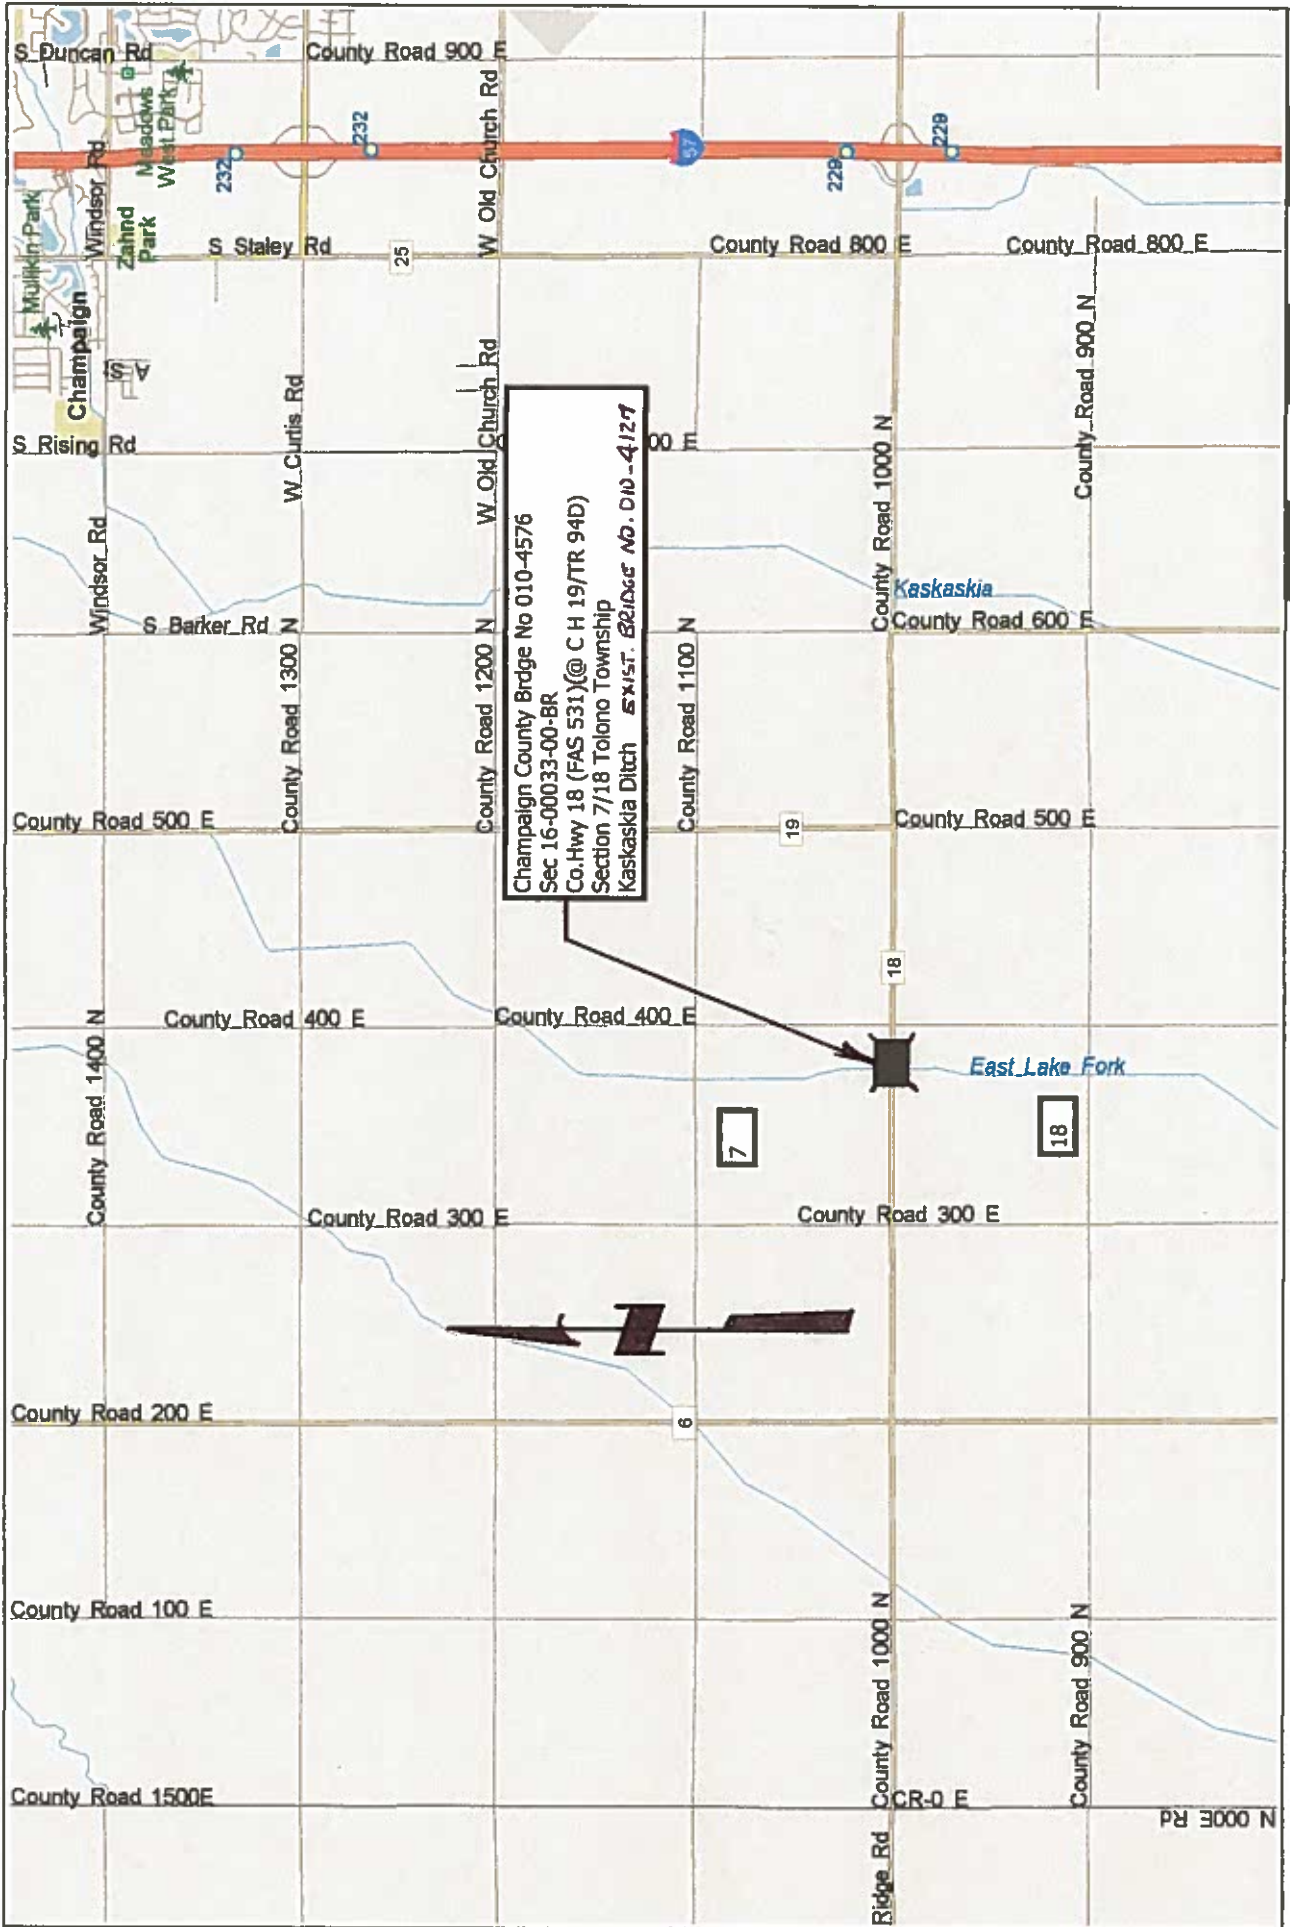 S Duncan Rd
County Road 900 E
Meadows
West Park
232
232
57
229
229
Windsor Rd
W Old Church Rd
Mullikin Park
Zahnd
Park
S Staley Rd
25
County Road 800 E
County Road 800 E
Champaign
S Rising Rd
W Curtis Rd
W Old Church Rd
00 E
County Road 1000 N
County Road 900 N
Windsor Rd
S Barker Rd
Kaskaskia
County Road 600 E
County Road 1300 N
County Road 1200 N
County Road 1100 N
Champaign County Brdge No 010-4576
Sec 16-00033-00-BR
Co.Hwy 18 (FAS 531)(@ C H 19/TR 94D)
Section 7/18 Tolono Township
Kaskaskia Ditch EXIST. BRIDGE NO. 010-4127
County Road 500 E
19
County Road 500 E
18
County Road 1400 N
County Road 400 E
County Road 400 E
East Lake Fork
7
18
County Road 300 E
County Road 300 E
County Road 200 E
6
County Road 100 E
County Road 1000 N
County Road 900 N
County Road 1500E
CR-0 E
N 000E Rd
Ridge Rd